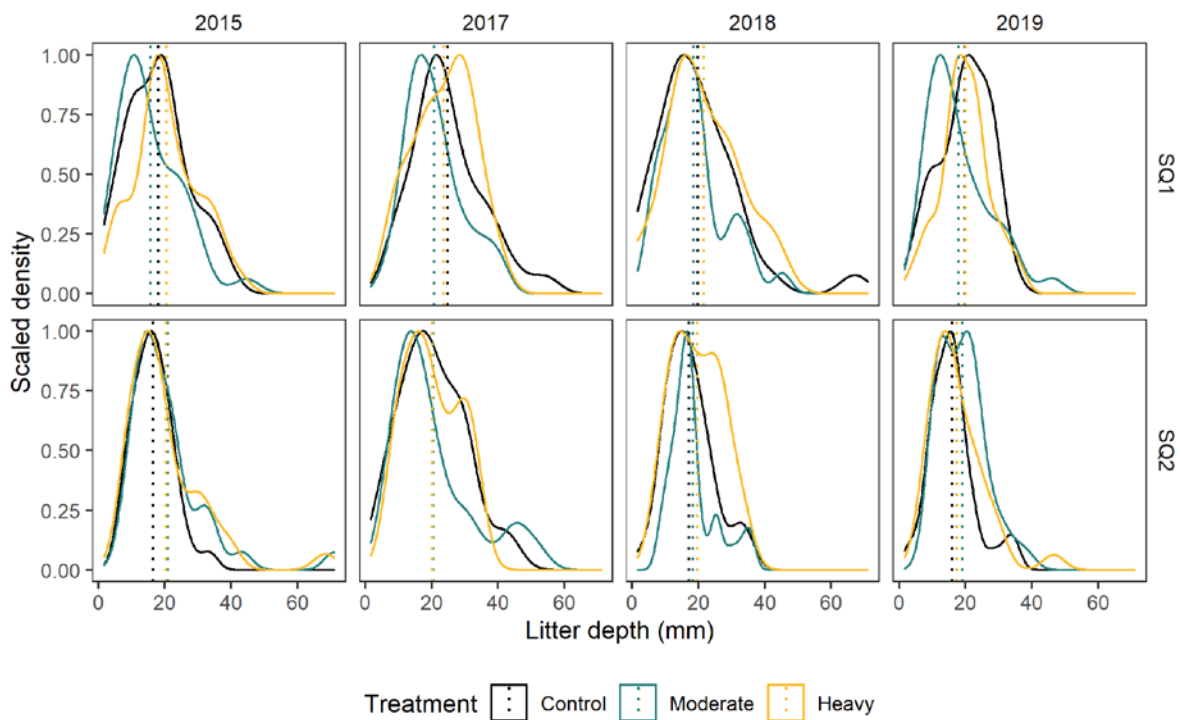 2015 2017 2018 2019
1.00
0.75
0.50
0.25
0.00
SQ1
1.00
0.75
0.50
0.25
0.00
SQ2
Scaled density
0 20 40 60 0 20 40 60 0 20 40 60 0 20 40 60
Litter depth (mm)
Treatment Control Moderate Heavy